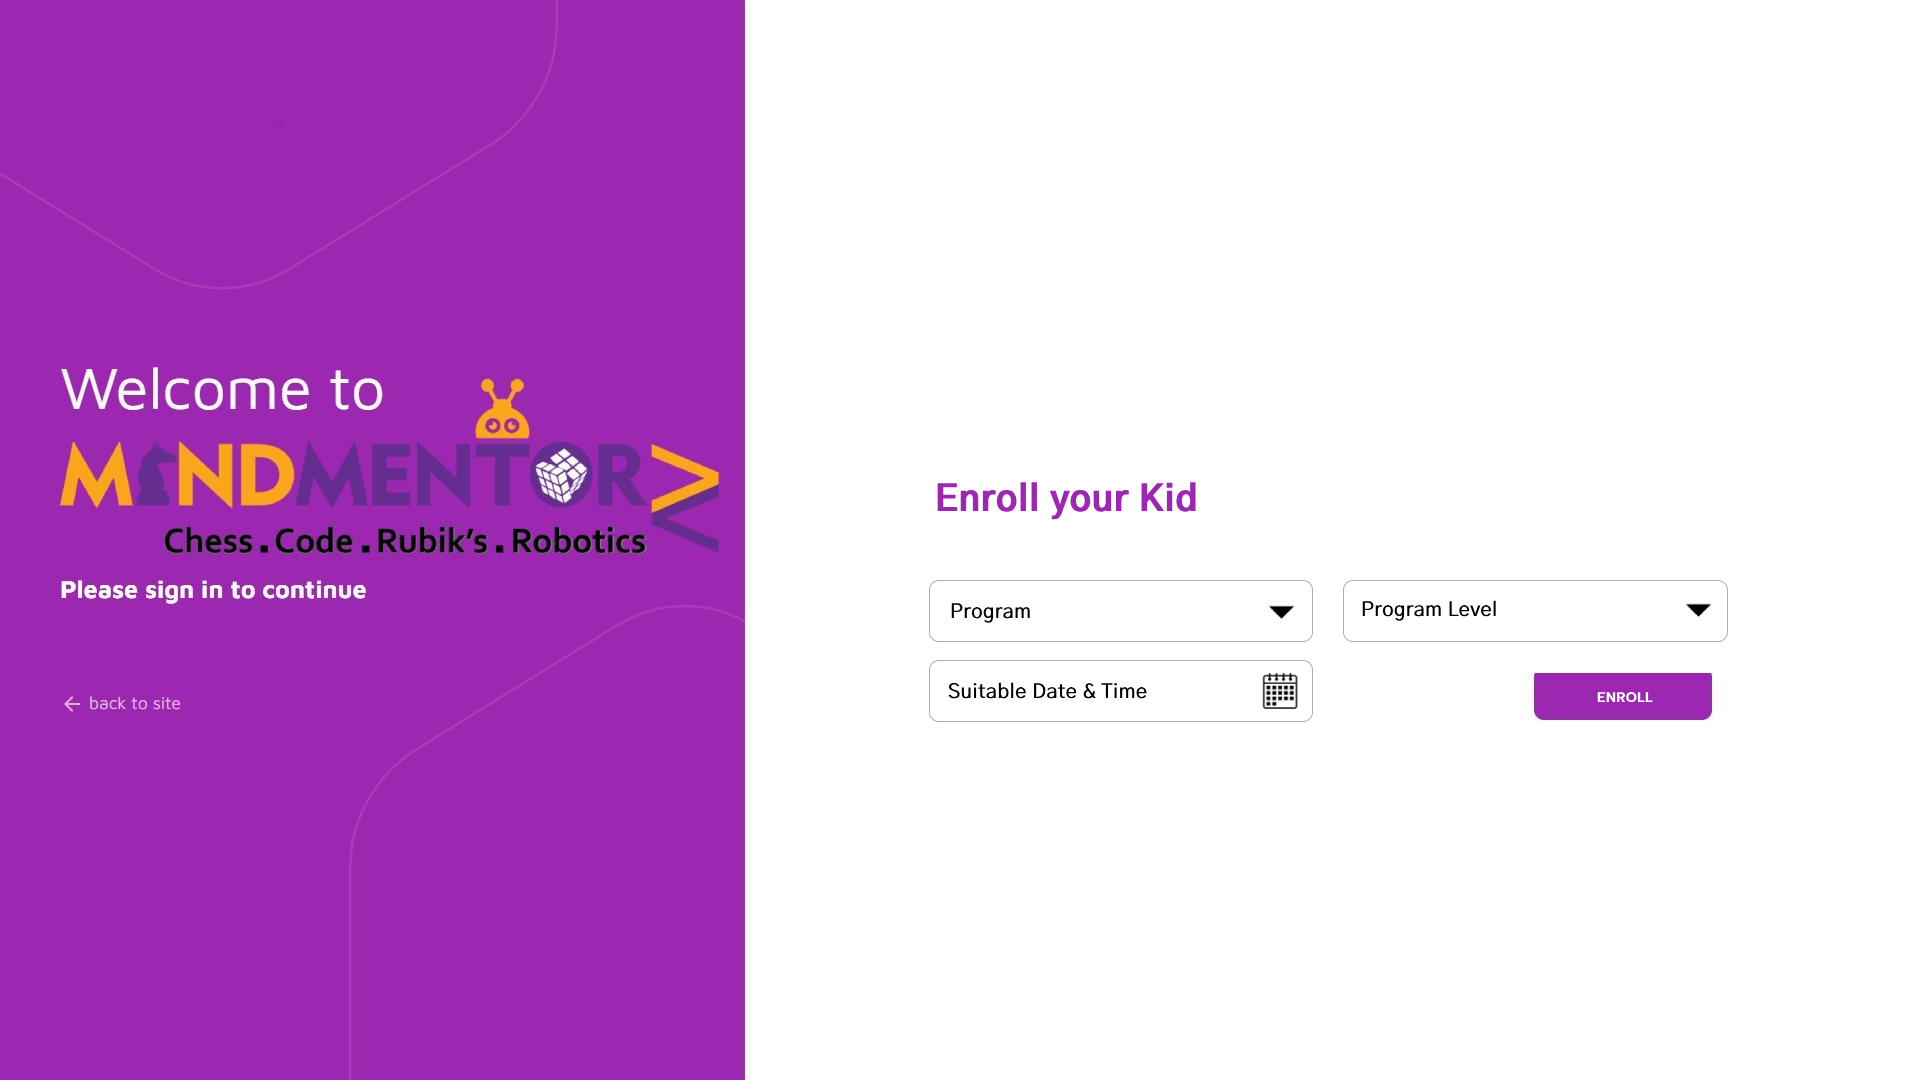 Welcome to
MINDMENTORZ
Chess.Code.Rubik's.Robotics
Please sign in to continue
back to site
Enroll your Kid
Program
Program Level
Suitable Date & Time
ENROLL